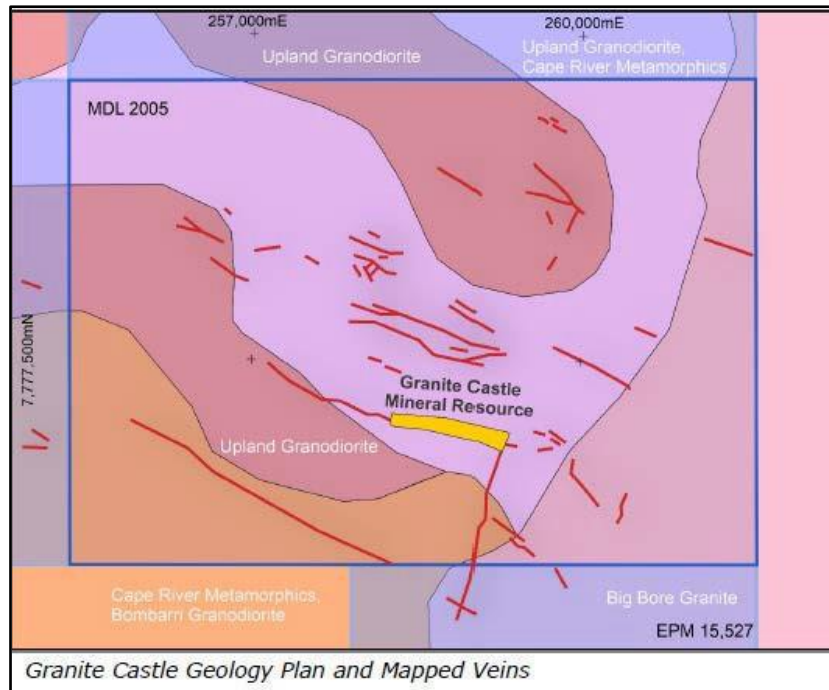 257,000mE
260,000mE
Upland Granodiorite
Upland Granodiorite,
Cape River Metamorphics
MDL 2005
7,777,500mN
Granite Castle
Mineral Resource
Upland Granodiorite
Cape River Metamorphics,
Bombarri Granodiorite
Big Bore Granite
EPM 15,527
Granite Castle Geology Plan and Mapped Veins